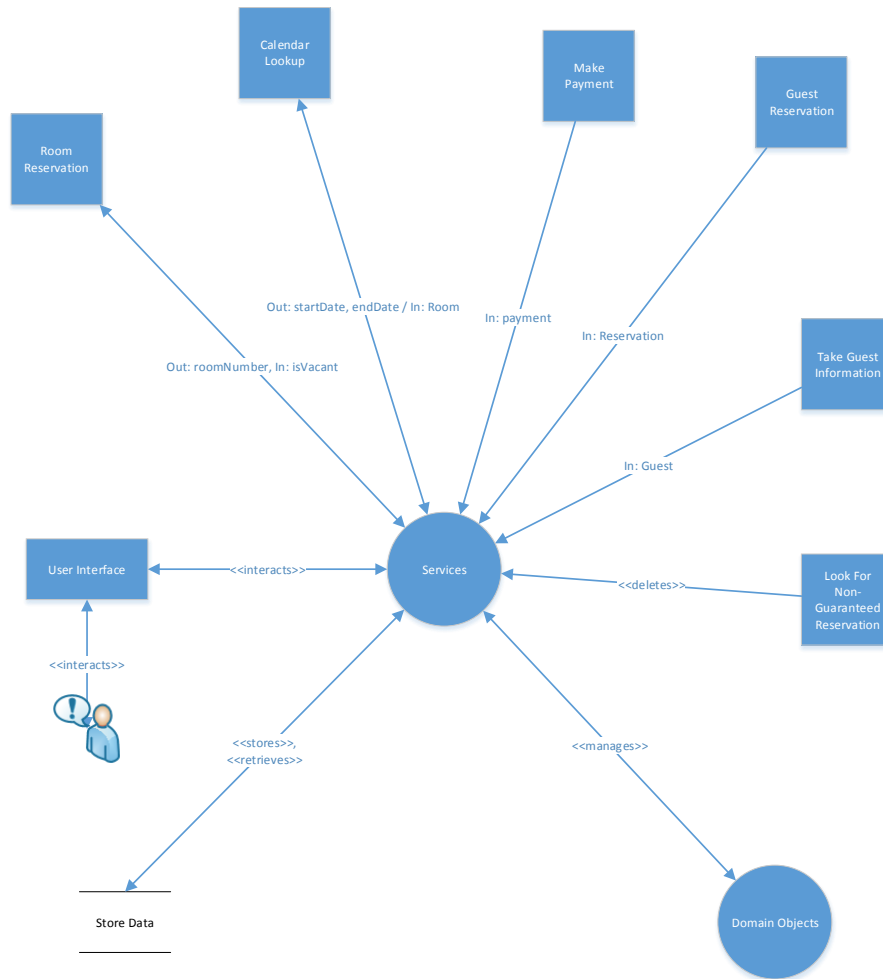 Calendar
Lookup
Make
Payment
Guest
Reservation
Room
Reservation
Out: startDate, endDate / In: Room
In: payment
In: Reservation
Out: roomNumber, In: isVacant
Take Guest
Information
In: Guest
User Interface
<<interacts>>
Services
<<deletes>>
Look For
Non-
Guaranteed
Reservation
<<interacts>>
<<stores>>,
<<retrieves>>
<<manages>>
Store Data
Domain Objects